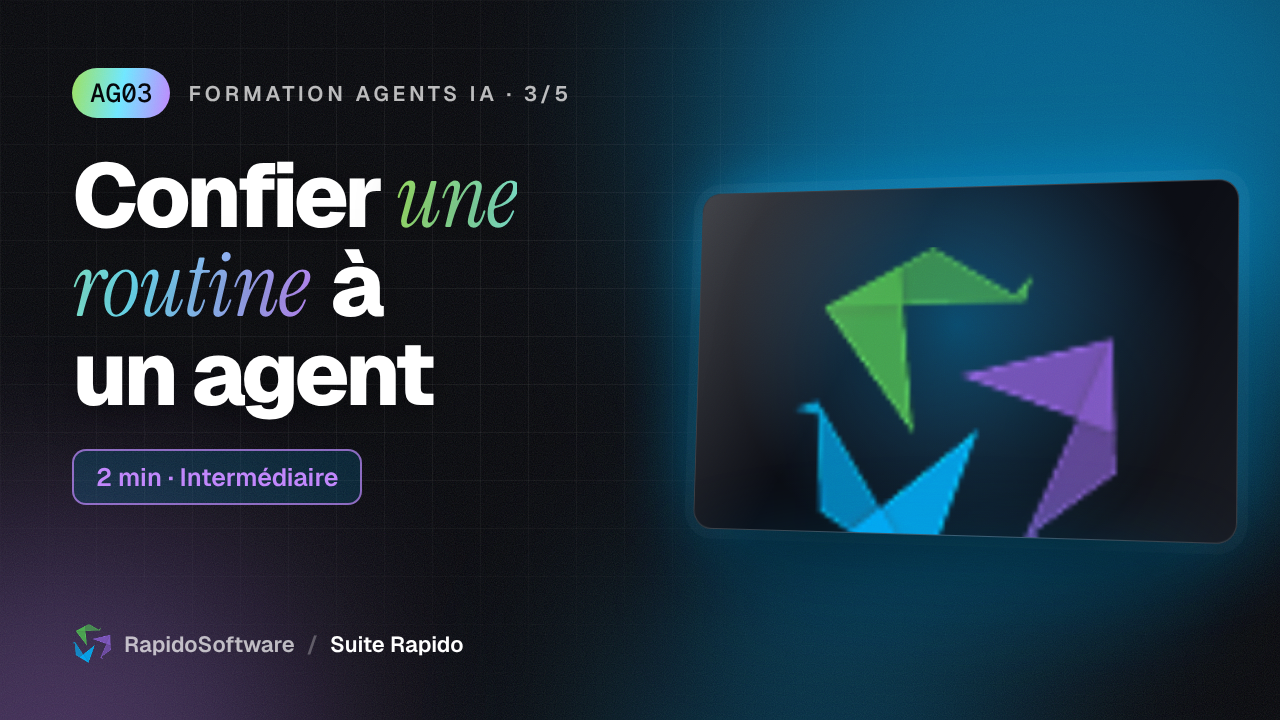 AG03 FORMATION AGENTS IA · 3/5
Confier une
routine à
un agent
2 min · Intermédiaire
RapidoSoftware / Suite Rapido